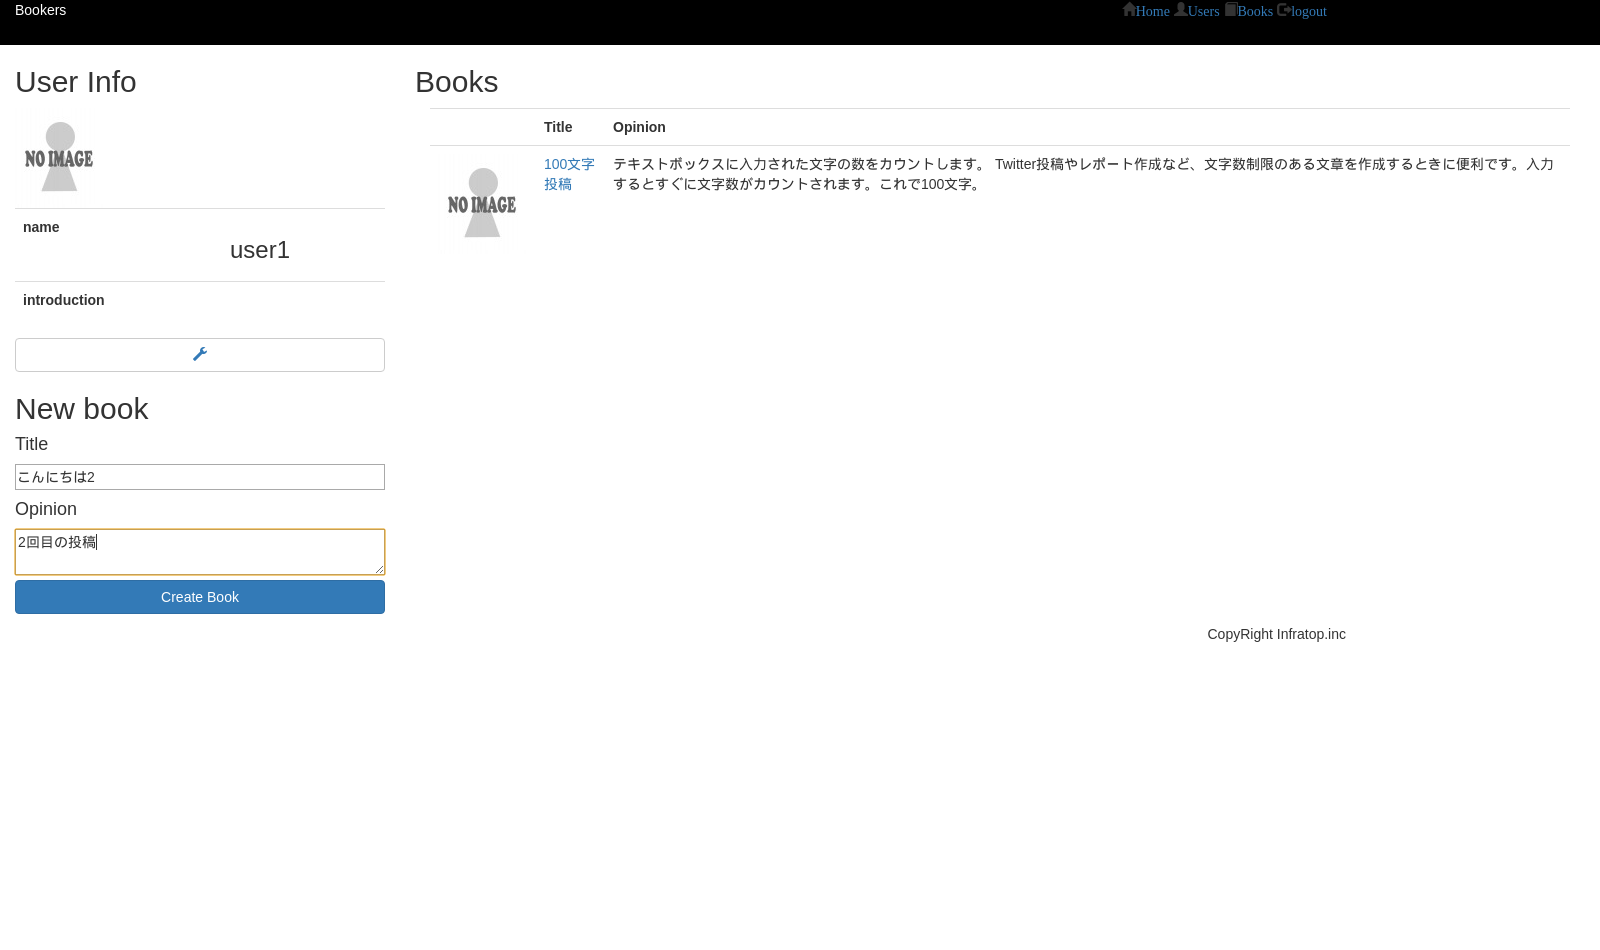 Bookers
Home Users Books logout
User Info
NO IMAGE
name
user1
introduction
New book
Title
こんにちは2
Opinion
2回目の投稿
Create Book
Books
Title Opinion
NO IMAGE
100文字
投稿
テキストボックスに入力された文字の数をカウントします。 Twitter投稿やレポート作成など、文字数制限のある文章を作成するときに便利です。入力
するとすぐに文字数がカウントされます。これで100文字。
CopyRight Infratop.inc